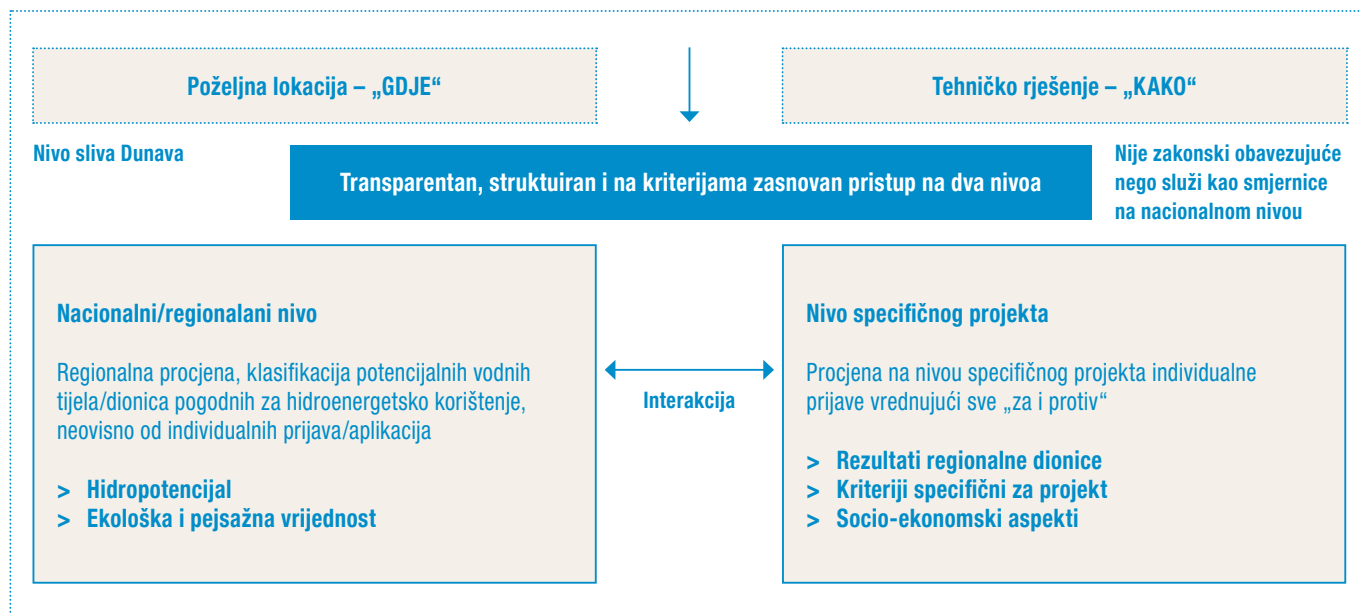 Poželjna lokacija – „GDJE“
Tehničko rješenje – „KAKO“
Nivo sliva Dunava
Transparentan, struktuiran i na kriterijama zasnovan pristup na dva nivoa
Nije zakonski obavezujuće
nego služi kao smjernice
na nacionalnom nivou
Nacionalni/regionalani nivo
Regionalna procjena, klasifikacija potencijalnih vodnih
tijela/dionica pogodnih za hidroenergetsko korištenje,
neovisno od individualnih prijava/aplikacija
> Hidropotencijal
> Ekološka i pejsažna vrijednost
Interakcija
Nivo specifičnog projekta
Procjena na nivou specifičnog projekta individualne
prijave vrednujući sve „za i protiv“
> Rezultati regionalne dionice
> Kriteriji specifični za projekt
> Socio-ekonomski aspekti